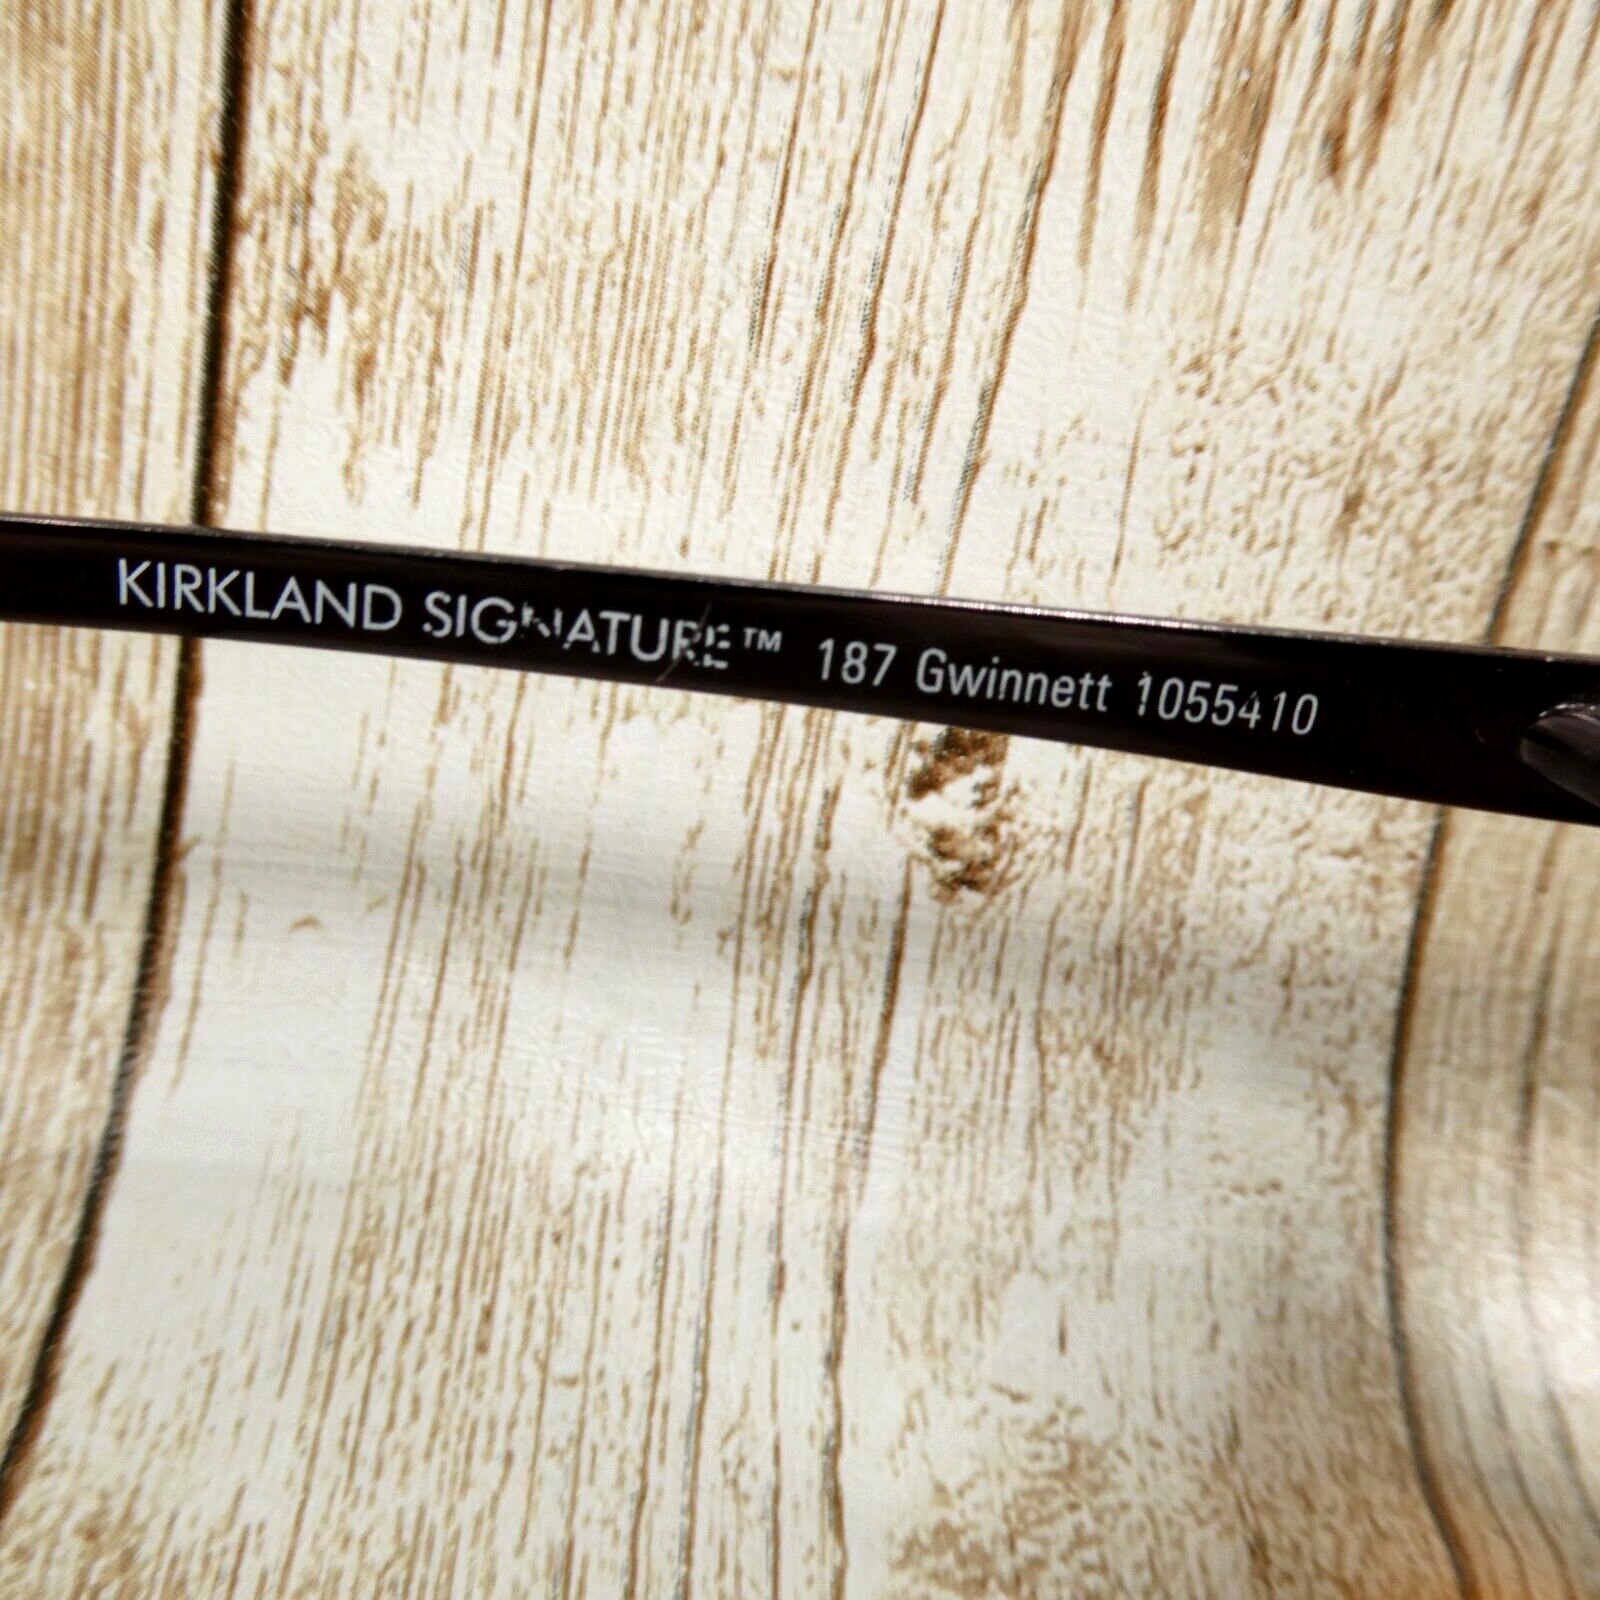 KIRKLAND SIGNATURE™ 187 Gwinnett 1055410